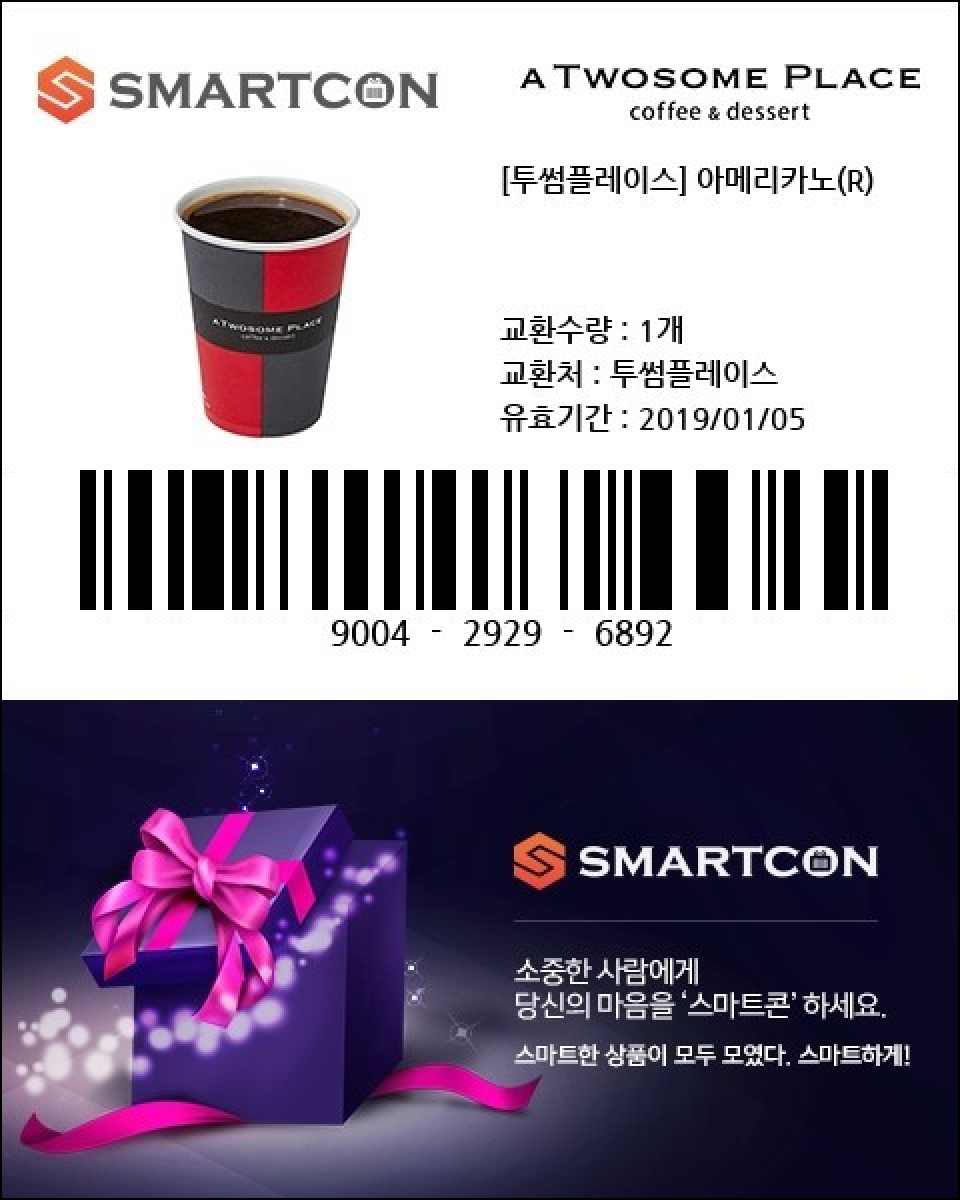 SMARTCON
A TWOSOME PLACE
coffee & dessert
[투썸플레이스] 아메리카노(R)
A TWOSOME PLACE
coffee & dessert
교환수량 : 1개
교환처 : 투썸플레이스
유효기간 : 2019/01/05
9004 - 2929 - 6892
SMARTCON
소중한 사람에게
당신의 마음을 ‘스마트콘’ 하세요.
스마트한 상품이 모두 모였다. 스마트하게!